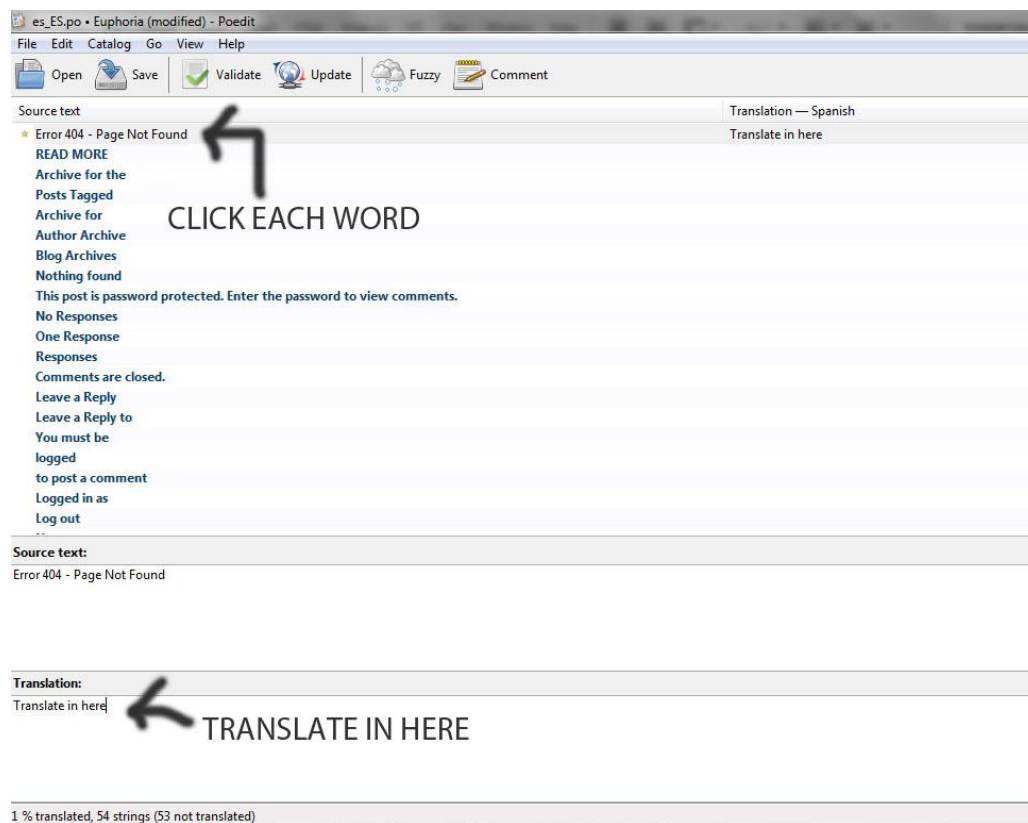 es_ES.po • Euphoria (modified) - Poedit
File Edit Catalog Go View Help
Open Save Validate Update Fuzzy Comment
Source text Translation — Spanish
Error 404 - Page Not Found Translate in here
READ MORE
Archive for the
Posts Tagged
Archive for
CLICK EACH WORD
Author Archive
Blog Archives
Nothing found
This post is password protected. Enter the password to view comments.
No Responses
One Response
Responses
Comments are closed.
Leave a Reply
Leave a Reply to
You must be
logged
to post a comment
Logged in as
Log out
Source text:
Error 404 - Page Not Found
Translation:
Translate in here
TRANSLATE IN HERE
1 % translated, 54 strings (53 not translated)